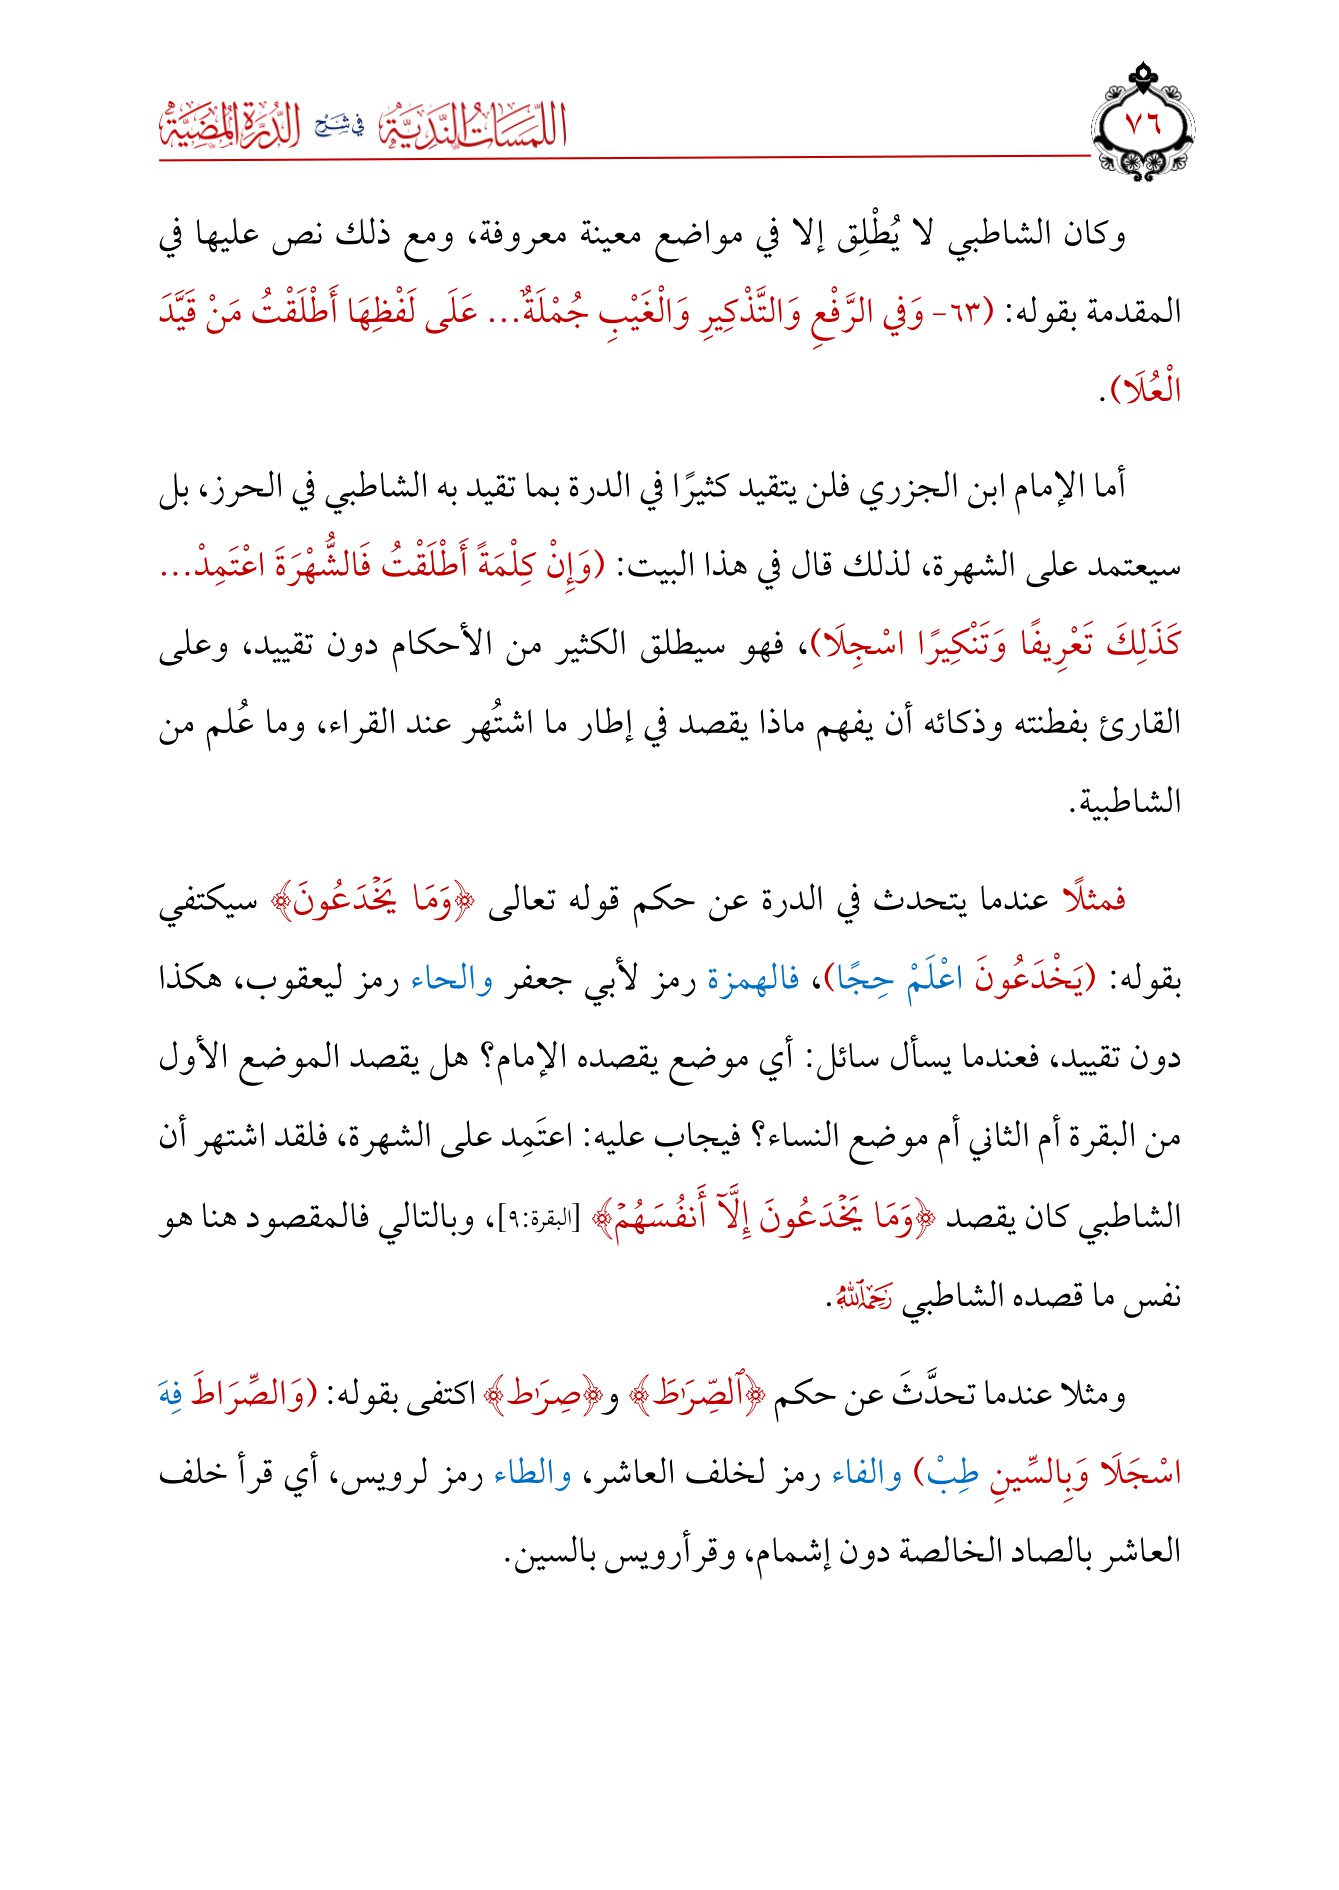 اللمسات الندية في شرح الدرة المضية
٧٦
وكان الشاطبي لا يُطْلِق إلا في مواضع معينة معروفة، ومع ذلك نص عليها في
المقدمة بقوله: (٦٣- وَفي الرَّفْعِ وَالتَّذْكِيرِ وَالْغَيْبِ جُمْلَةٌ... عَلَى لَفْظِهَا أَطْلَقْتُ مَنْ قَيَّدَ
الْعُلَا).
أما الإمام ابن الجزري فلن يتقيد كثيرًا في الدرة بما تقيد به الشاطبي في الحرز، بل
سيعتمد على الشهرة، لذلك قال في هذا البيت: (وَإِنْ كِلْمَةً أَطْلَقْتُ فَالشُّهْرَةَ اعْتَمِدْ...
كَذَلِكَ تَعْرِيفًا وَتَنْكِيرًا اسْجِلَا)، فهو سيطلق الكثير من الأحكام دون تقييد، وعلى
القارئ بفطنته وذكائه أن يفهم ماذا يقصد في إطار ما اشتُهر عند القراء، وما عُلم من
الشاطبية.
فمثلًا عندما يتحدث في الدرة عن حكم قوله تعالى ﴿وَمَا يَخۡدَعُونَ﴾ سيكتفي
بقوله: (يَخْدَعُونَ اعْلَمْ حِجًا)، فالهمزة رمز لأبي جعفر والحاء رمز ليعقوب، هكذا
دون تقييد، فعندما يسأل سائل: أي موضع يقصده الإمام؟ هل يقصد الموضع الأول
من البقرة أم الثاني أم موضع النساء؟ فيجاب عليه: اعتَمِد على الشهرة، فلقد اشتهر أن
الشاطبي كان يقصد ﴿وَمَا يَخۡدَعُونَ إِلَّآ أَنفُسَهُمۡ﴾ [البقرة:٩]، وبالتالي فالمقصود هنا هو
نفس ما قصده الشاطبي رَحِمَهُ ٱللَّهُ.
ومثلا عندما تحدَّثَ عن حكم ﴿ٱلصِّرَٰطَ﴾ و﴿صِرَٰط﴾ اكتفى بقوله: (وَالصِّرَاطَ فِهَ
اسْجَلَا وَبِالسِّينِ طِبْ) والفاء رمز لخلف العاشر، والطاء رمز لرويس، أي قرأ خلف
العاشر بالصاد الخالصة دون إشمام، وقرأ رويس بالسين.